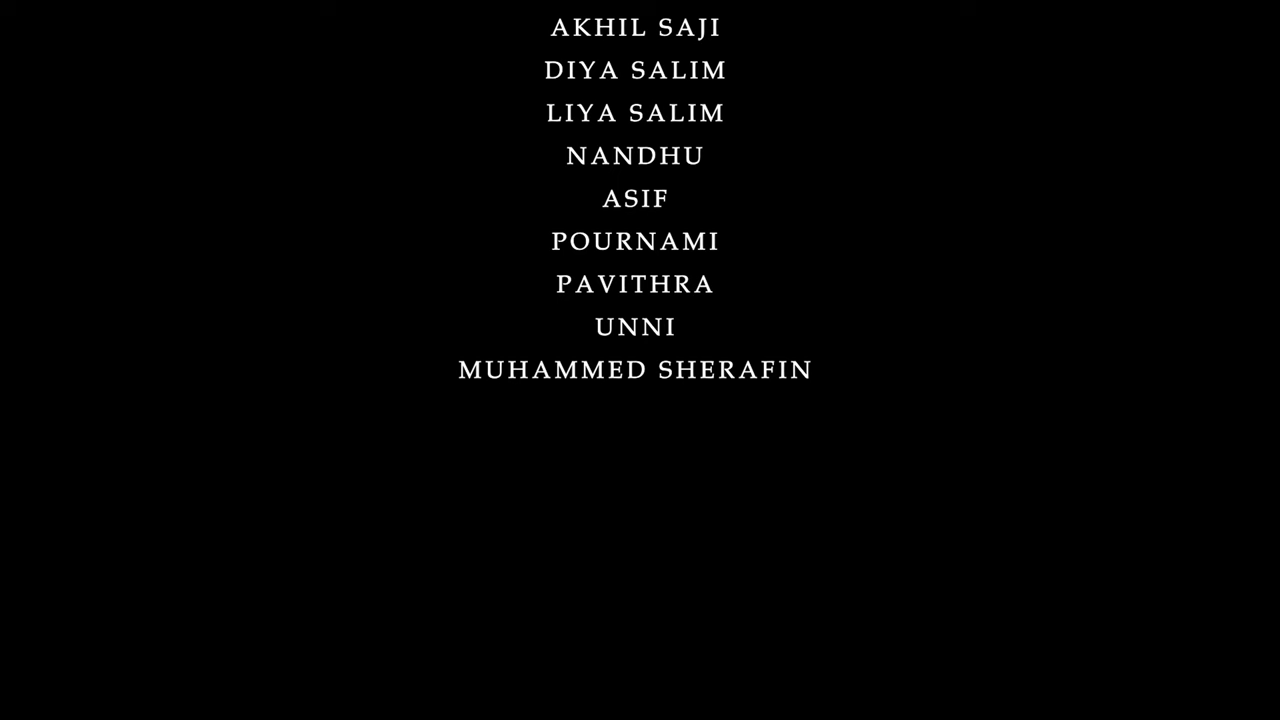 AKHIL SAJI
DIYA SALIM
LIYA SALIM
NANDHU
ASIF
POURNAMI
PAVITHRA
UNNI
MUHAMMED SHERAFIN